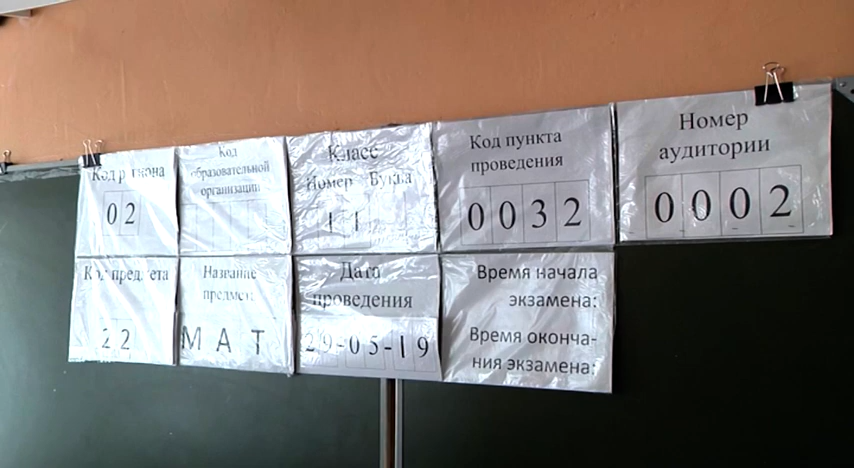 Код региона
02
Код
образовательной
организации
Класс
Номер Буква
11
Код пункта
проведения
0032
Номер
аудитории
0002
Код предмета
22
Название
предмета
МАТ
Дата
проведения
29-05-19
Время начала
экзамена:
Время оконча-
ния экзамена: